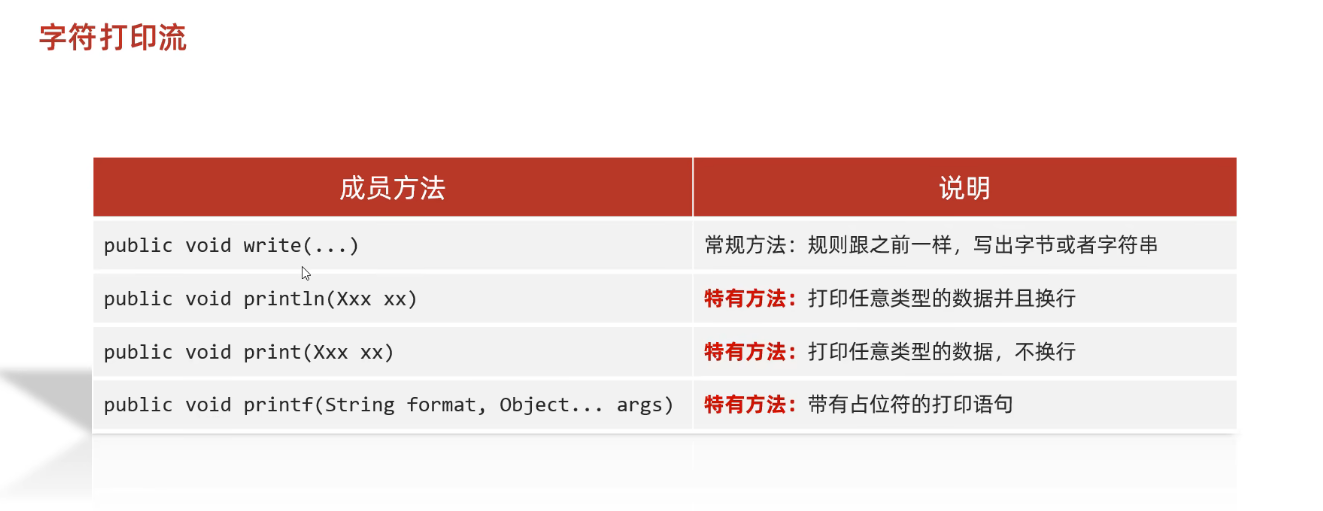 字符打印流
成员方法 说明
public void write(...) 常规方法：规则跟之前一样，写出字节或者字符串
public void println(Xxx xx) 特有方法：打印任意类型的数据并且换行
public void print(Xxx xx) 特有方法：打印任意类型的数据，不换行
public void printf(String format, Object... args) 特有方法：带有占位符的打印语句